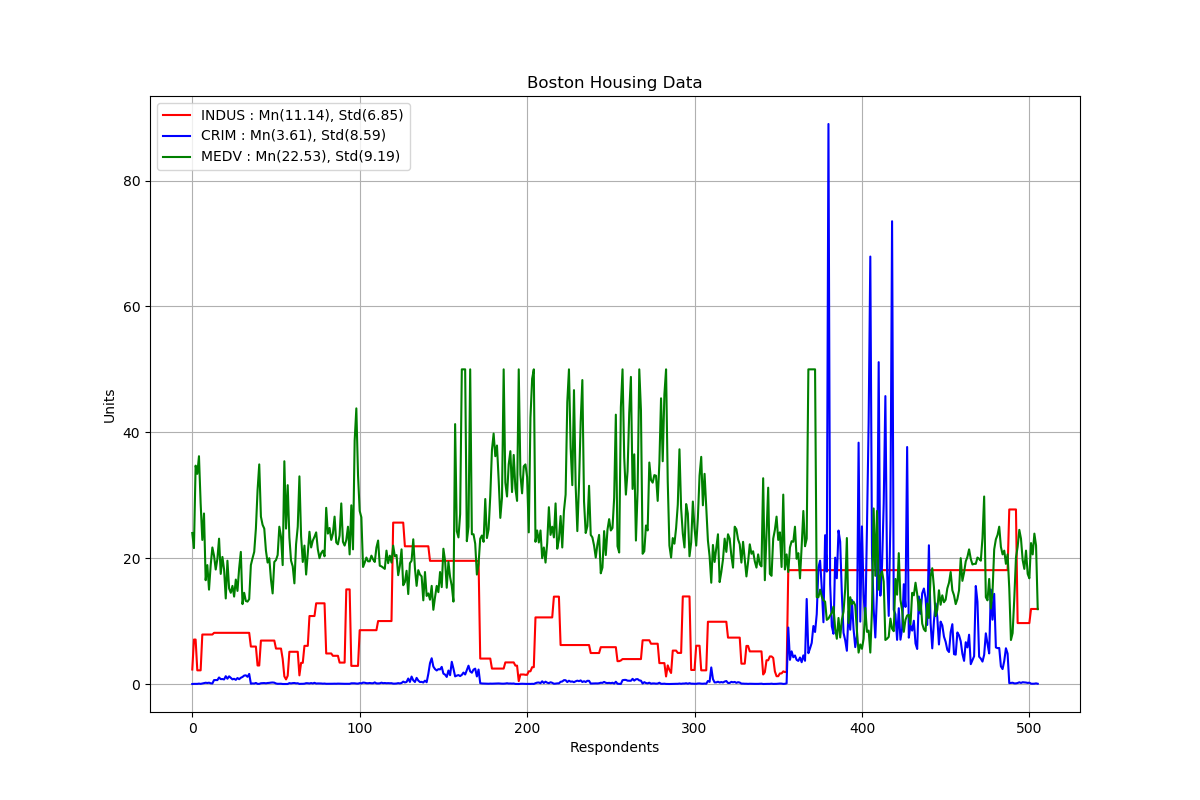 Boston Housing Data
INDUS : Mn(11.14), Std(6.85)
CRIM : Mn(3.61), Std(8.59)
MEDV : Mn(22.53), Std(9.19)
80
60
40
20
0
Units
0 100 200 300 400 500
Respondents